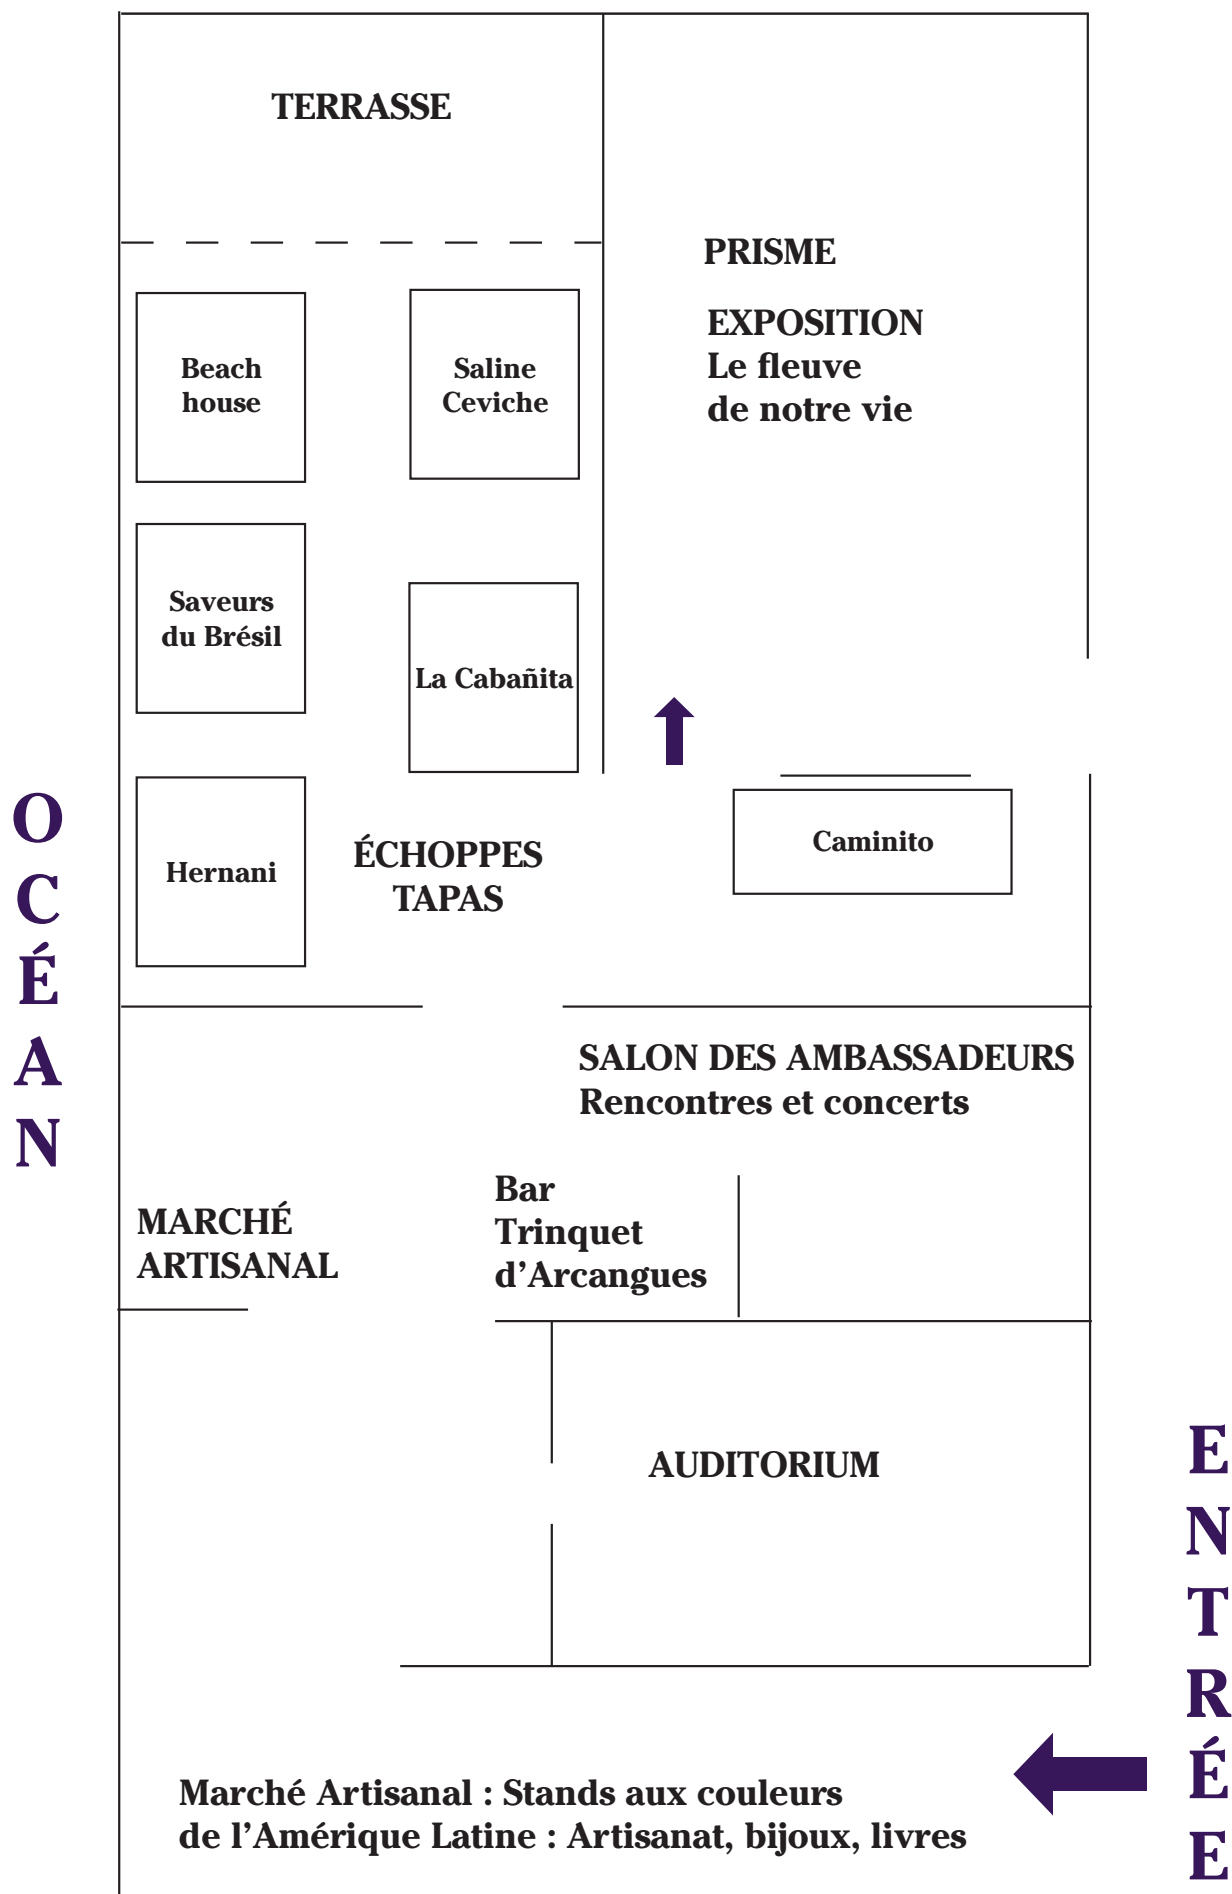 TERRASSE
PRISME
EXPOSITION
Le fleuve
de notre vie
Beach
house
Saline
Ceviche
Saveurs
du Brésil
La Cabañita
Hernani
ÉCHOPPES
TAPAS
Caminito
OCÉAN
SALON DES AMBASSADEURS
Rencontres et concerts
MARCHÉ
ARTISANAL
Bar
Trinquet
d'Arcangues
AUDITORIUM
ENTRÉE
Marché Artisanal : Stands aux couleurs
de l'Amérique Latine : Artisanat, bijoux, livres